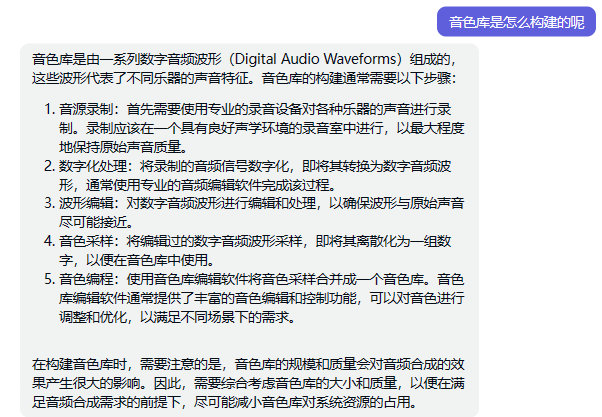 音色库是怎么构建的呢
音色库是由一系列数字音频波形（Digital Audio Waveforms）组成的，
这些波形代表了不同乐器的声音特征。音色库的构建通常需要以下步骤：
1. 音源录制：首先需要使用专业的录音设备对各种乐器的声音进行录
制。录制应该在一个具有良好声学环境的录音室中进行，以最大程度
地保持原始声音质量。
2. 数字化处理：将录制的音频信号数字化，即将其转换为数字音频波
形，通常使用专业的音频编辑软件完成该过程。
3. 波形编辑：对数字音频波形进行编辑和处理，以确保波形与原始声音
尽可能接近。
4. 音色采样：将编辑过的数字音频波形采样，即将其离散化为一组数
字，以便在音色库中使用。
5. 音色编程：使用音色库编辑软件将音色采样合并成一个音色库。音色
库编辑软件通常提供了丰富的音色编辑和控制功能，可以对音色进行
调整和优化，以满足不同场景下的需求。
在构建音色库时，需要注意的是，音色库的规模和质量会对音频合成的效
果产生很大的影响。因此，需要综合考虑音色库的大小和质量，以便在满
足音频合成需求的前提下，尽可能减小音色库对系统资源的占用。